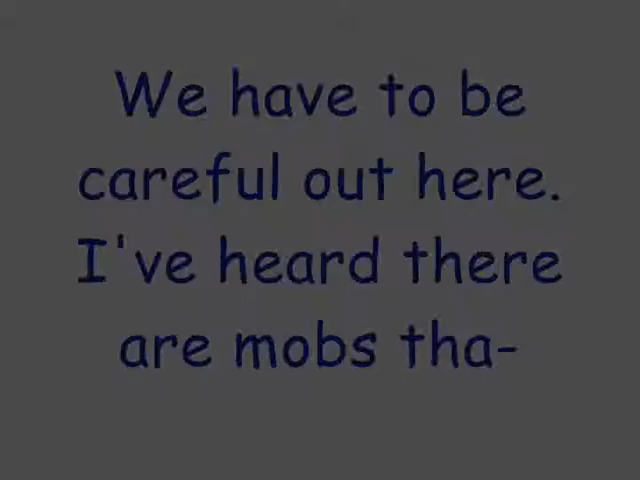 We have to be
careful out here.
I've heard there
are mobs tha-